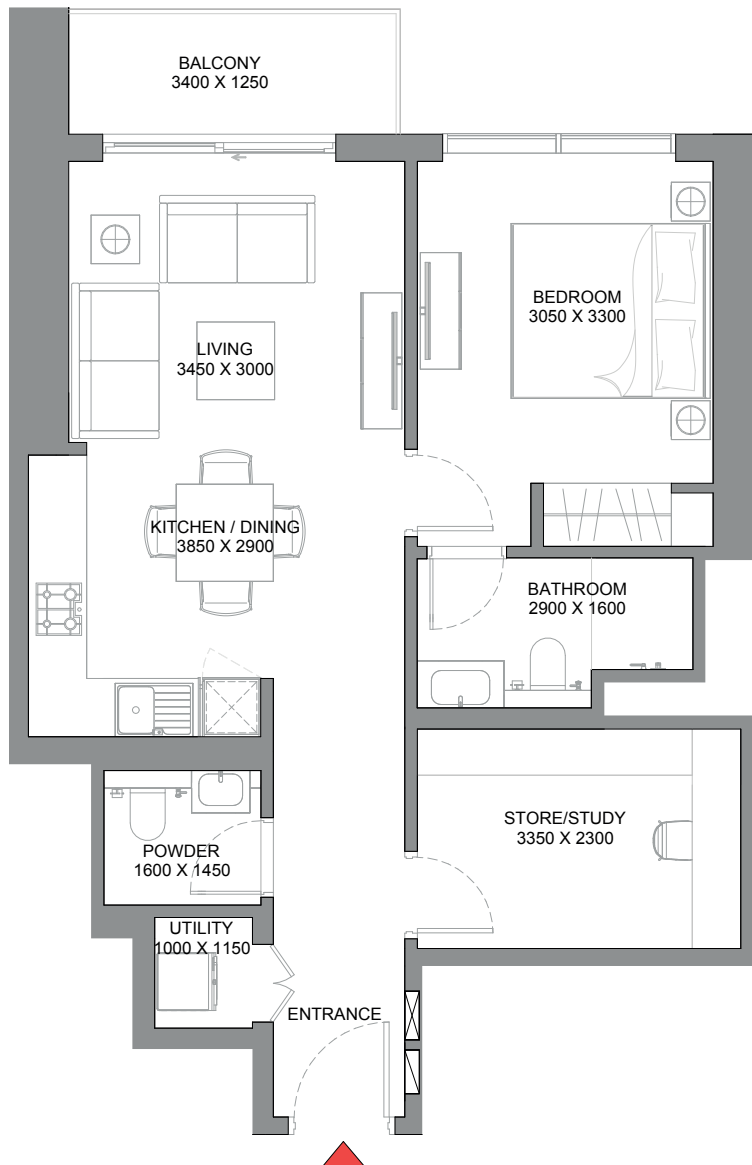 BALCONY
3400 X 1250
BEDROOM
3050 X 3300
LIVING
3450 X 3000
KITCHEN / DINING
3850 X 2900
BATHROOM
2900 X 1600
STORE/STUDY
3350 X 2300
POWDER
1600 X 1450
UTILITY
1000 X 1150
ENTRANCE